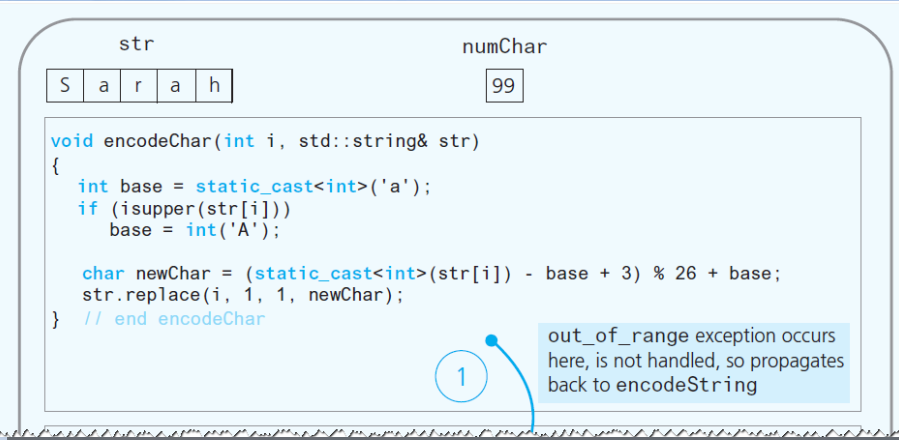 str
numChar
S a r a h
99
void encodeChar(int i, std::string& str)
{
int base = static_cast<int>('a');
if (isupper(str[i]))
base = int('A');
char newChar = (static_cast<int>(str[i]) - base + 3) % 26 + base;
str.replace(i, 1, 1, newChar);
} // end encodeChar
out_of_range exception occurs
here, is not handled, so propagates
back to encodeString
1